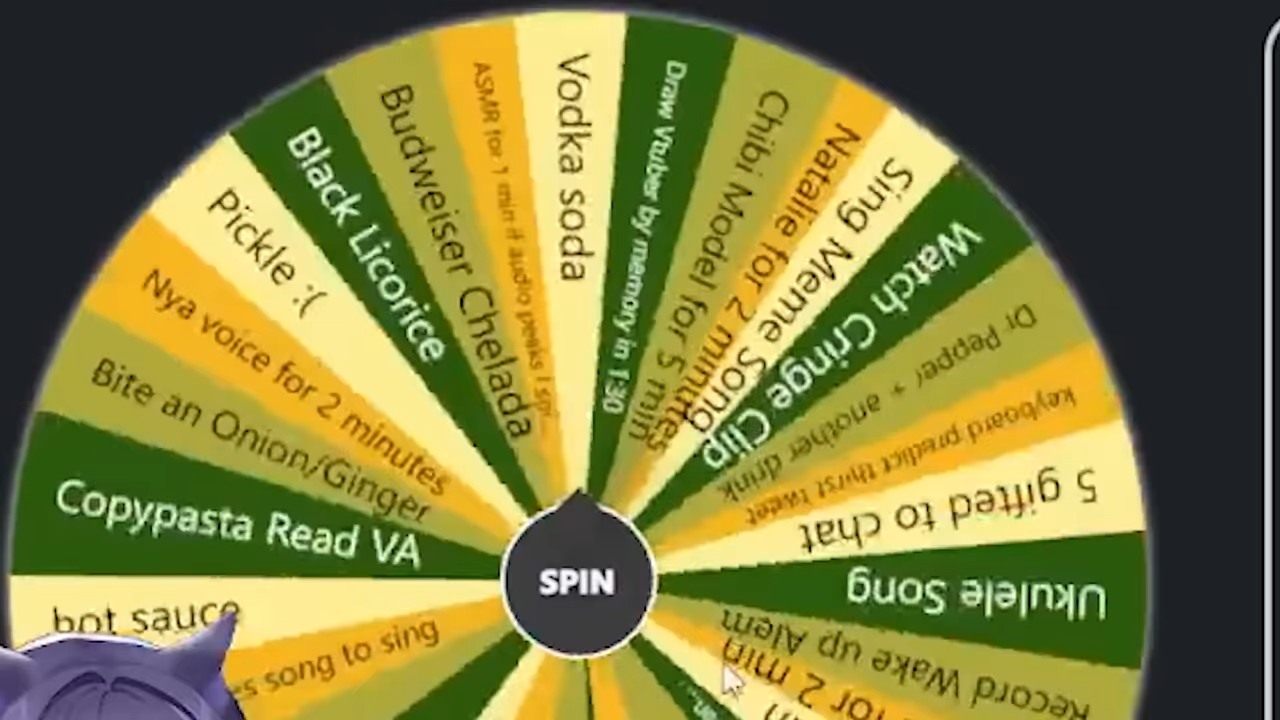 hot sauce
Copypasta Read VA
Bite an Onion/Ginger
Nya voice for 2 minutes
Pickle :(
Black Licorice
Budweiser Chelada
ASMR for 1 min if audio peaks I spi...
Vodka soda
Draw Vtuber by memory in 1:30
Chibi Model for 5 min
Natalie for 2 minutes
Sing Meme Song
Watch Cringe Clip
Dr Pepper + another drink
keyboard predict thirst tweet
5 gifted to chat
Ukulele Song
Record Wake up Alem
for 2 min
song to sing
SPIN